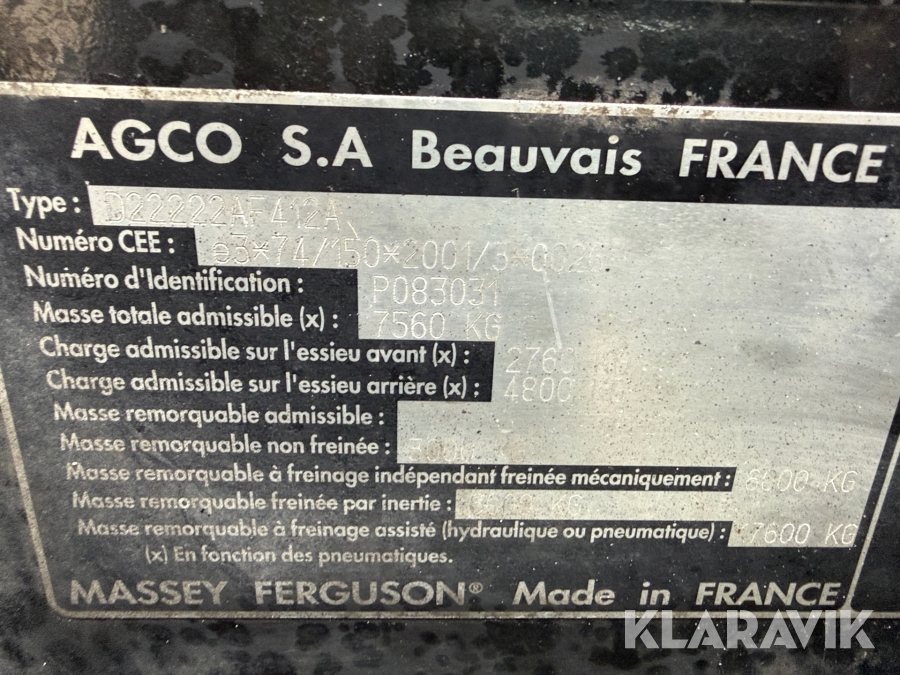 AGCO S.A Beauvais FRANCE
Type : D22222AF412A
Numéro CEE : e3*74/150*2001/3*
Numéro d'Identification : P083031
Masse totale admissible (x) : 7560 KG
Charge admissible sur l'essieu avant (x) : 2760
Charge admissible sur l'essieu arrière (x) : 4800
Masse remorquable admissible :
Masse remorquable non freinée :
Masse remorquable à freinage indépendant freinée mécaniquement : KG
Masse remorquable freinée par inertie : KG
Masse remorquable à freinage assisté (hydraulique ou pneumatique) : 17600 KG
(x) En fonction des pneumatiques.
MASSEY FERGUSON® Made in FRANCE
KLARAVIK